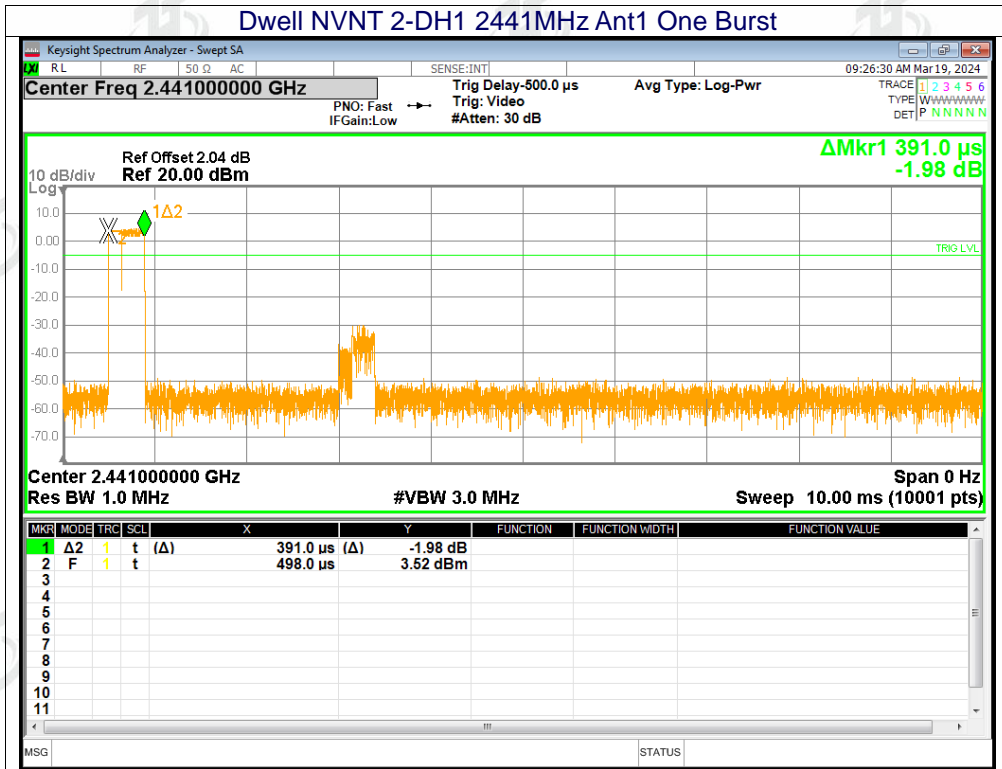 Dwell NVNT 2-DH1 2441MHz Ant1 One Burst
Keysight Spectrum Analyzer - Swept SA
LXI RL RF 50 Ω AC SENSE:INT 09:26:30 AM Mar 19, 2024
Center Freq 2.441000000 GHz
PNO: Fast
IFGain:Low
Trig Delay-500.0 µs
Trig: Video
#Atten: 30 dB
Avg Type: Log-Pwr
TRACE 1 2 3 4 5 6
TYPE WWWWWWW
DET P N N N N N
ΔMkr1 391.0 µs
-1.98 dB
Ref Offset 2.04 dB
10 dB/div Ref 20.00 dBm
Log
10.0
0.00
-10.0
-20.0
-30.0
-40.0
-50.0
-60.0
-70.0
1Δ2
TRIG LVL
Center 2.441000000 GHz Span 0 Hz
Res BW 1.0 MHz #VBW 3.0 MHz Sweep 10.00 ms (10001 pts)
MKR MODE TRC SCL X Y FUNCTION FUNCTION WIDTH FUNCTION VALUE
1 Δ2 1 t (Δ) 391.0 µs (Δ) -1.98 dB
2 F 1 t 498.0 µs 3.52 dBm
3
4
5
6
7
8
9
10
11
MSG STATUS